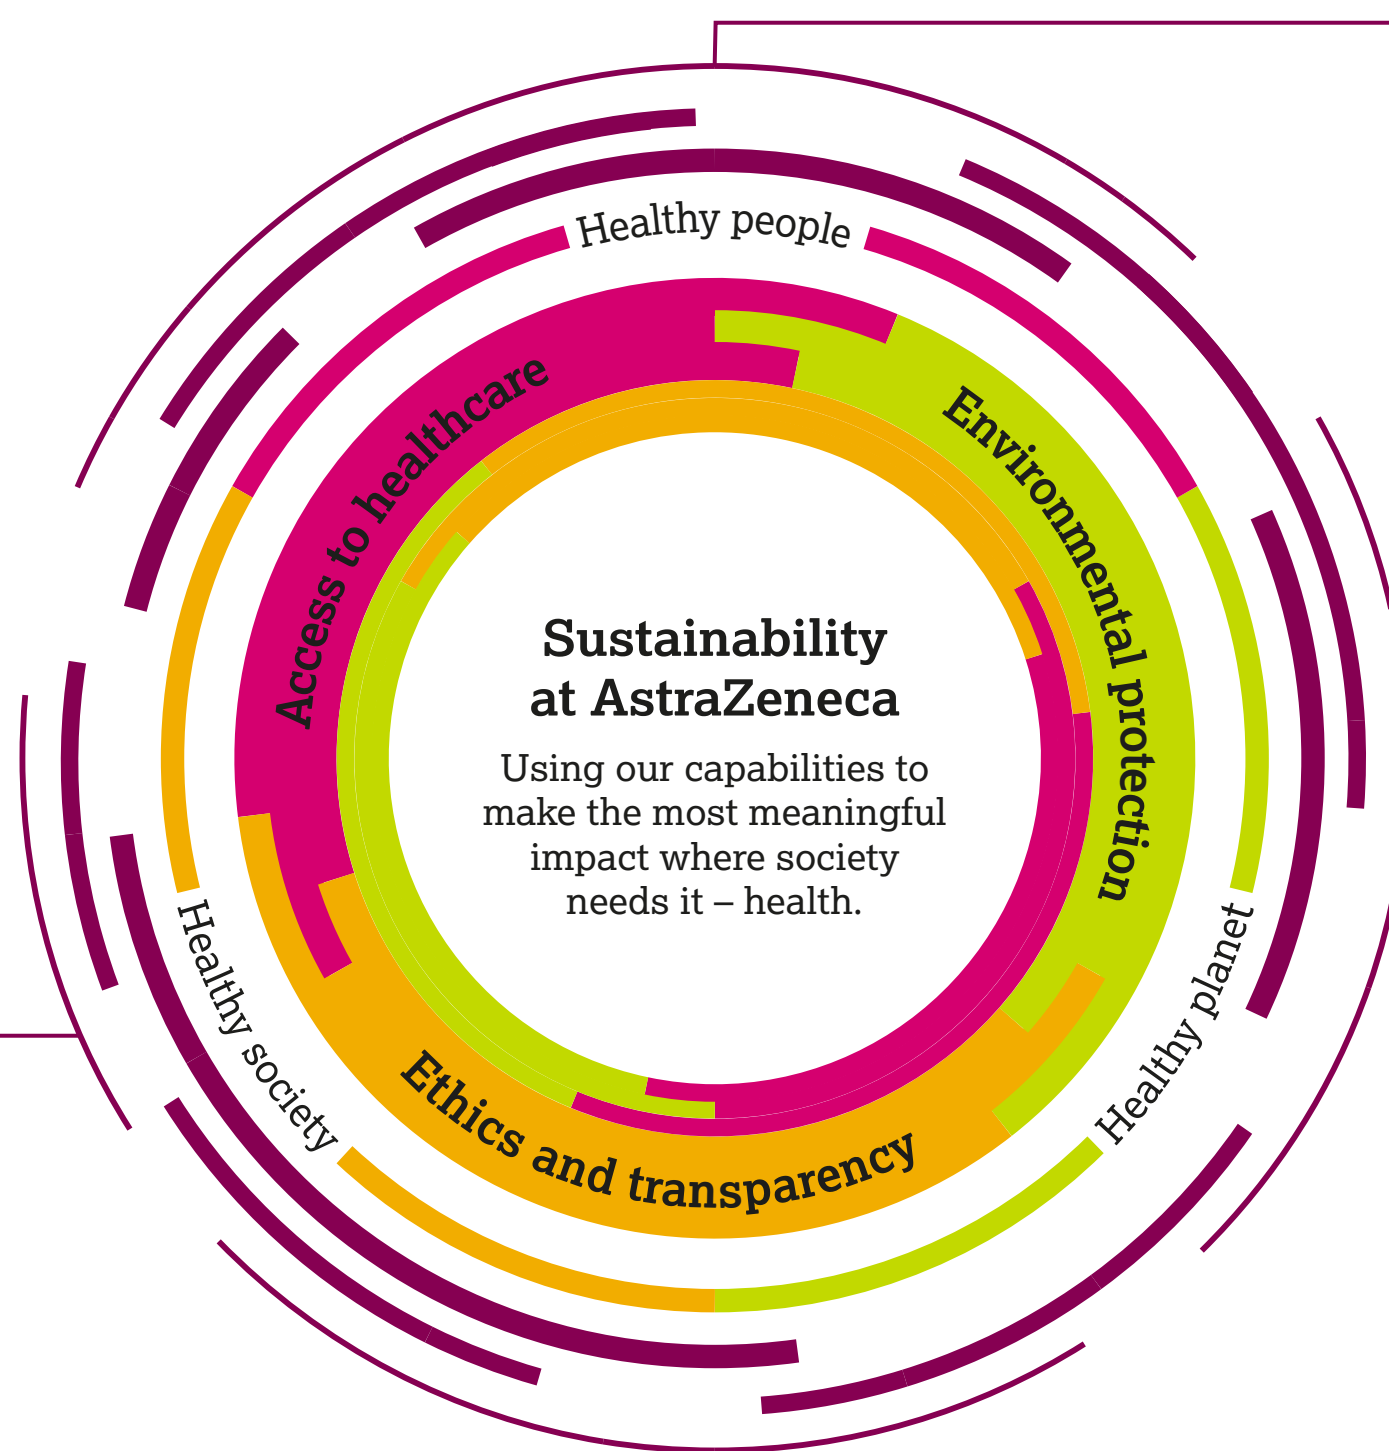 Healthy people
Access to healthcare
Environmental protection
Sustainability
at AstraZeneca
Using our capabilities to
make the most meaningful
impact where society
needs it – health.
Healthy society
Healthy planet
Ethics and transparency